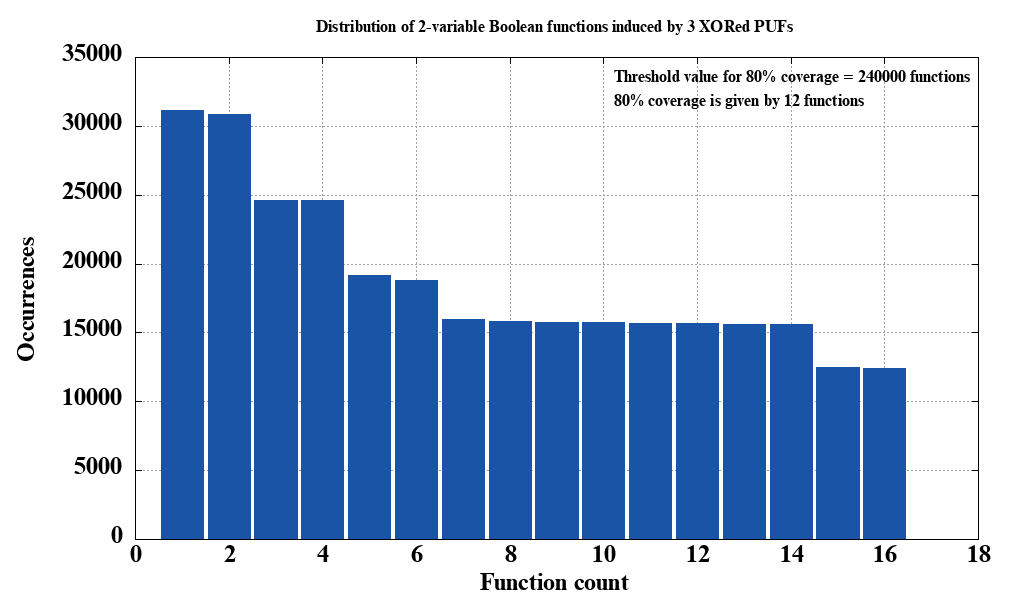 Distribution of 2-variable Boolean functions induced by 3 XORed PUFs
Threshold value for 80% coverage = 240000 functions
80% coverage is given by 12 functions
35000
30000
25000
20000
15000
10000
5000
0
Occurrences
0 2 4 6 8 10 12 14 16 18
Function count